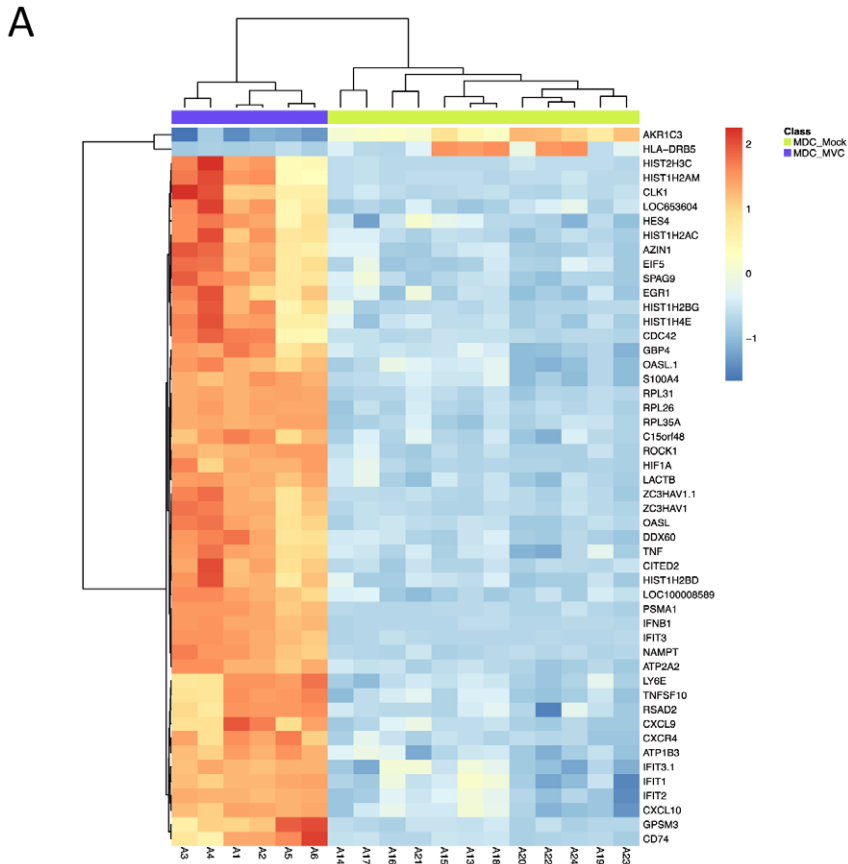 A
AKR1C3
HLA-DRB5
HIST2H3C
HIST1H2AM
CLK1
LOC653604
HES4
HIST1H2AC
AZIN1
EIF5
SPAG9
EGR1
HIST1H2BG
HIST1H4E
CDC42
GBP4
OASL.1
S100A4
RPL31
RPL26
RPL35A
C15orf48
ROCK1
HIF1A
LACTB
ZC3HAV1.1
ZC3HAV1
OASL
DDX60
TNF
CITED2
HIST1H2BD
LOC100008589
PSMA1
IFNB1
IFIT3
NAMPT
ATP2A2
LY6E
TNFSF10
RSAD2
CXCL9
CXCR4
ATP1B3
IFIT3.1
IFIT1
IFIT2
CXCL10
GPSM3
CD74
A3 A4 A1 A2 A5 A6 A14 A17 A16 A21 A15 A13 A18 A20 A22 A24 A19 A23
2
1
0
−1
Class
MDC_Mock
MDC_MVC